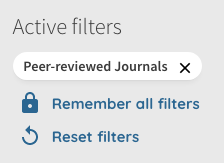 Active filters
Peer-reviewed Journals ×
Remember all filters
Reset filters